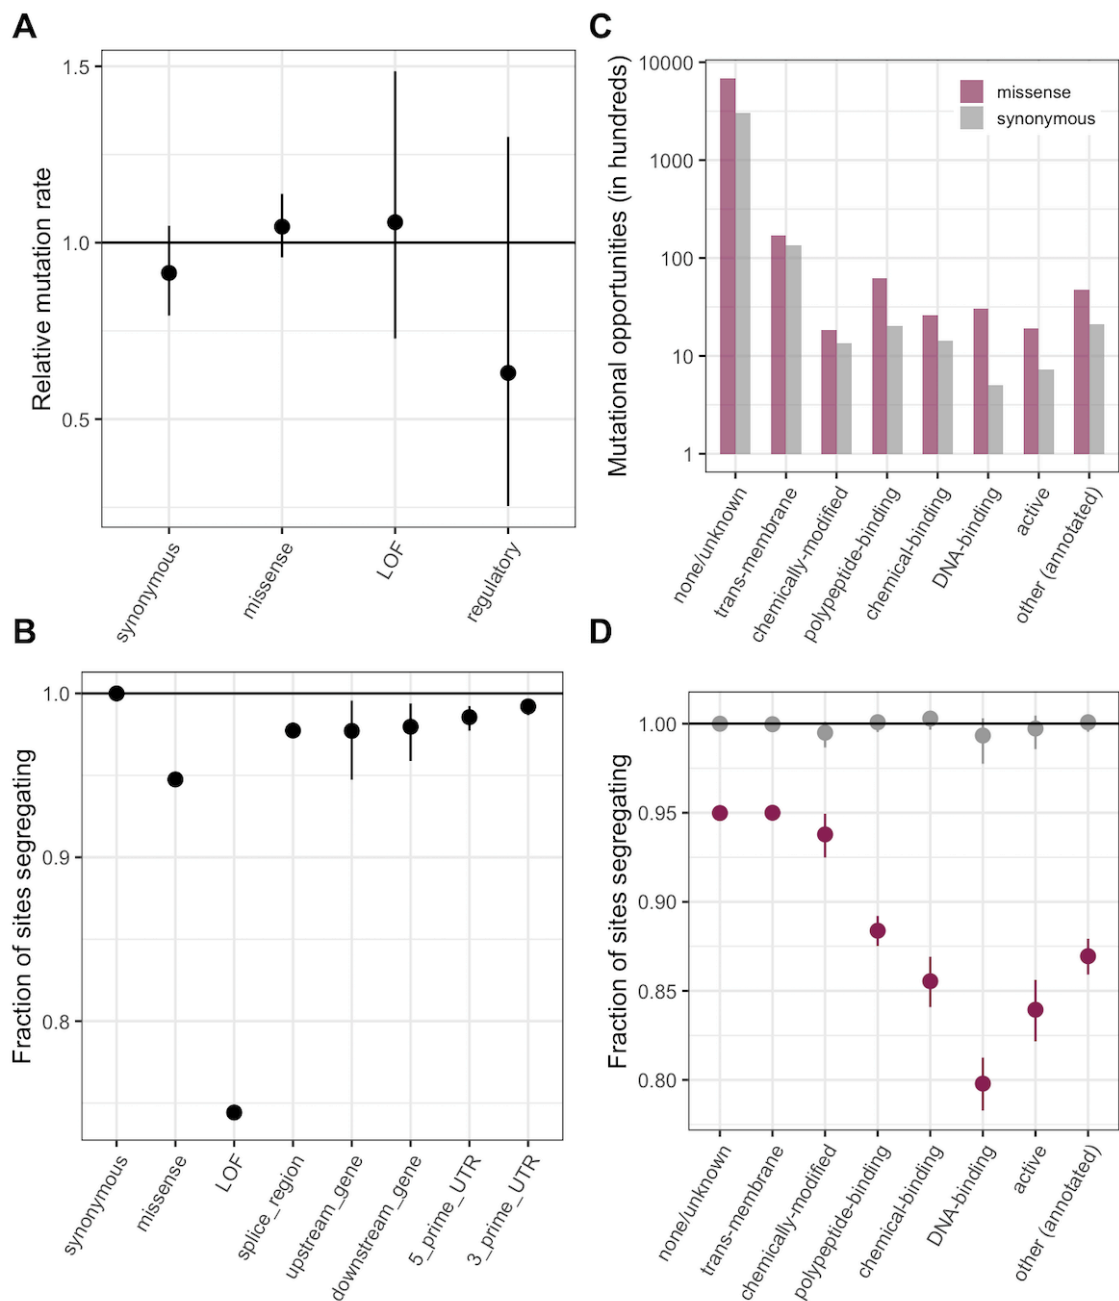 A
Relative mutation rate
1.5
1.0
0.5
synonymous
missense
LOF
regulatory
B
Fraction of sites segregating
1.0
0.9
0.8
synonymous
missense
LOF
splice_region
upstream_gene
downstream_gene
5_prime_UTR
3_prime_UTR
C
Mutational opportunities (in hundreds)
10000
1000
100
10
1
missense
synonymous
none/unknown
trans-membrane
chemically-modified
polypeptide-binding
chemical-binding
DNA-binding
active
other (annotated)
D
Fraction of sites segregating
1.00
0.95
0.90
0.85
0.80
none/unknown
trans-membrane
chemically-modified
polypeptide-binding
chemical-binding
DNA-binding
active
other (annotated)